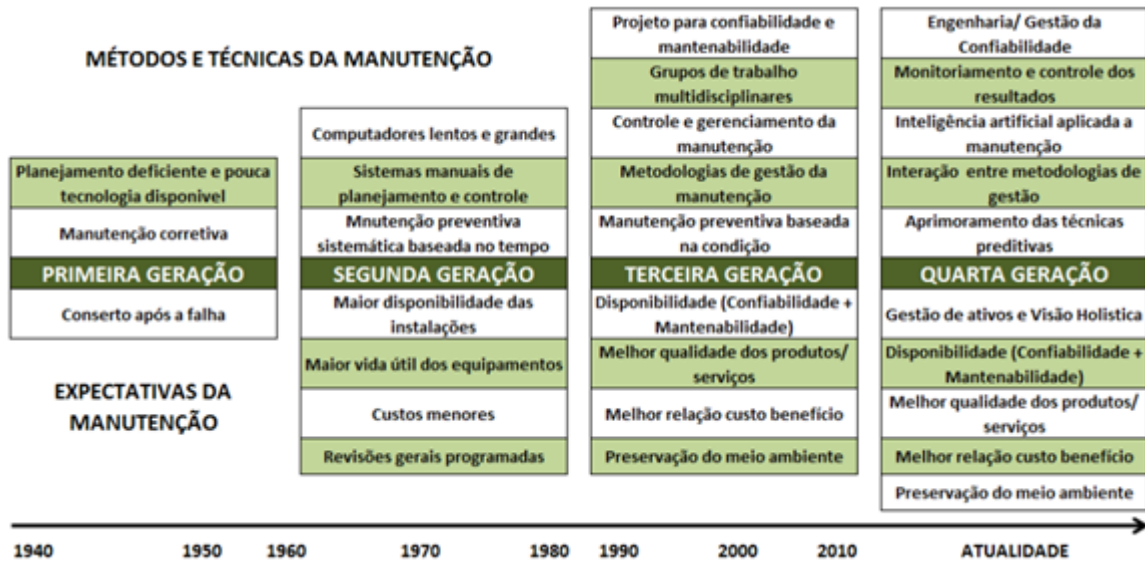 MÉTODOS E TÉCNICAS DA MANUTENÇÃO
Planejamento deficiente e pouca
tecnologia disponivel
Manutenção corretiva
PRIMEIRA GERAÇÃO
Conserto após a falha
EXPECTATIVAS DA
MANUTENÇÃO
Computadores lentos e grandes
Sistemas manuais de
planejamento e controle
Mnutenção preventiva
sistemática baseada no tempo
SEGUNDA GERAÇÃO
Maior disponibilidade das
instalações
Maior vida útil dos equipamentos
Custos menores
Revisões gerais programadas
Projeto para confiabilidade e
mantenabilidade
Grupos de trabalho
multidisciplinares
Controle e gerenciamento da
manutenção
Metodologias de gestão da
manutenção
Manutenção preventiva baseada
na condição
TERCEIRA GERAÇÃO
Disponibilidade (Confiabilidade +
Mantenabilidade)
Melhor qualidade dos produtos/
serviços
Melhor relação custo benefício
Preservação do meio ambiente
Engenharia/ Gestão da
Confiabilidade
Monitoriamento e controle dos
resultados
Inteligência artificial aplicada a
manutenção
Interação entre metodologias de
gestão
Aprimoramento das técnicas
preditivas
QUARTA GERAÇÃO
Gestão de ativos e Visão Holistica
Disponibilidade (Confiabilidade +
Mantenabilidade)
Melhor qualidade dos produtos/
serviços
Melhor relação custo benefício
Preservação do meio ambiente
1940 1950 1960 1970 1980 1990 2000 2010 ATUALIDADE